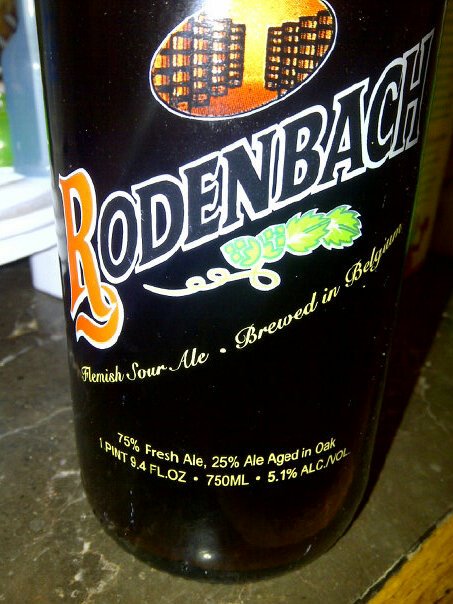 RODENBACH
Flemish Sour Ale • Brewed in Belgium
75% Fresh Ale, 25% Ale Aged in Oak
1 PINT 9.4 FL.OZ • 750ML • 5.1% ALC./VOL.